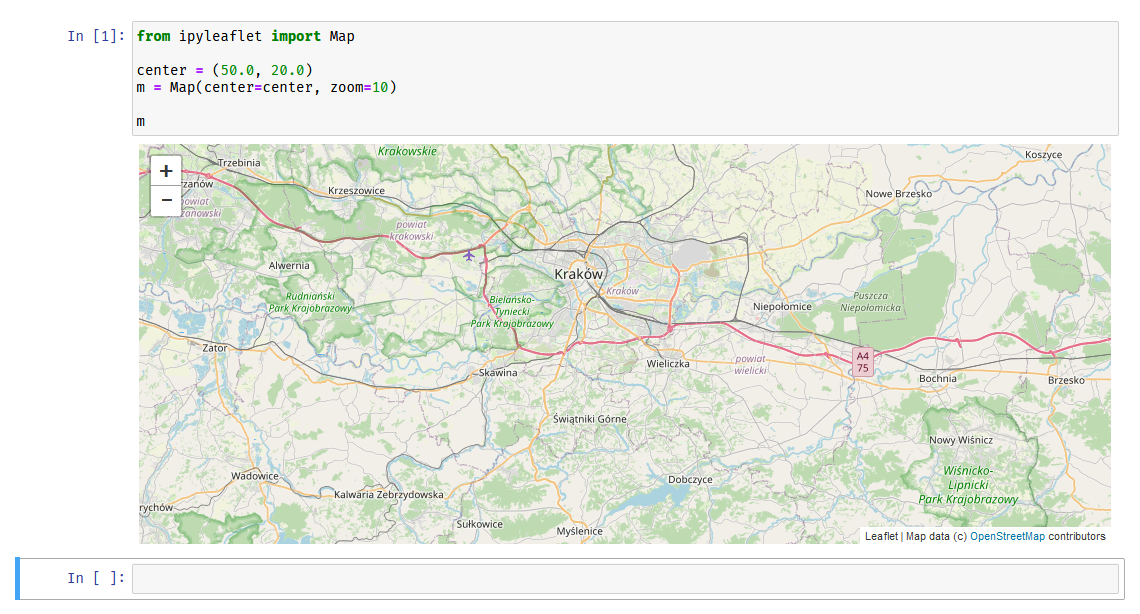 In [1]:
from ipyleaflet import Map
center = (50.0, 20.0)
m = Map(center=center, zoom=10)
m
+
−
Krakowskie
Trzebinia
Koszyce
rzanów
Krzeszowice
Nowe Brzesko
powiat
rzanowski
powiat
krakowski
Alwernia
Kraków
Kraków
Rudniański
Park Krajobrazowy
Bielańsko-
Tyniecki
Park Krajobrazowy
Niepołomice
Puszcza
Niepołomicka
Zator
Skawina
Wieliczka
powiat
wielicki
A4
75
Bochnia
Brzesko
Świątniki Górne
Nowy Wiśnicz
Wiśnicko-
Lipnicki
Park Krajobrazowy
Wadowice
Dobczyce
Kalwaria Zebrzydowska
rychów
Sułkowice
Myślenice
Leaflet | Map data (c) OpenStreetMap contributors
In [ ]: